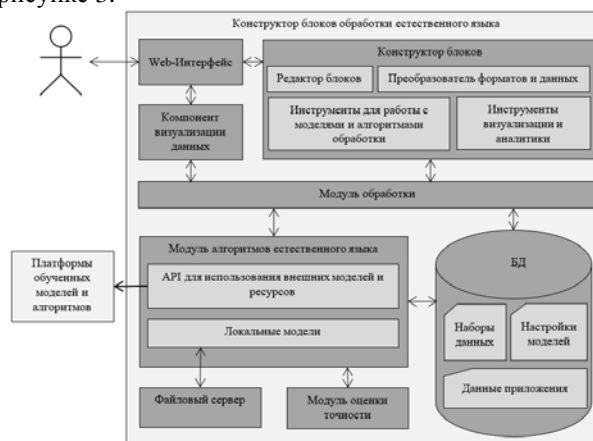 рисунке 3.
Конструктор блоков обработки естественного языка
Web-Интерфейс
Конструктор блоков
Редактор блоков
Преобразователь форматов и данных
Компонент
визуализации
данных
Инструменты для работы с
моделями и алгоритмами
обработки
Инструменты
визуализации и
аналитики
Модуль обработки
Модуль алгоритмов естественного языка
API для использования внешних моделей и
ресурсов
Локальные модели
Платформы
обученных
моделей и
алгоритмов
БД
Наборы
данных
Настройки
моделей
Данные приложения
Файловый сервер
Модуль оценки
точности